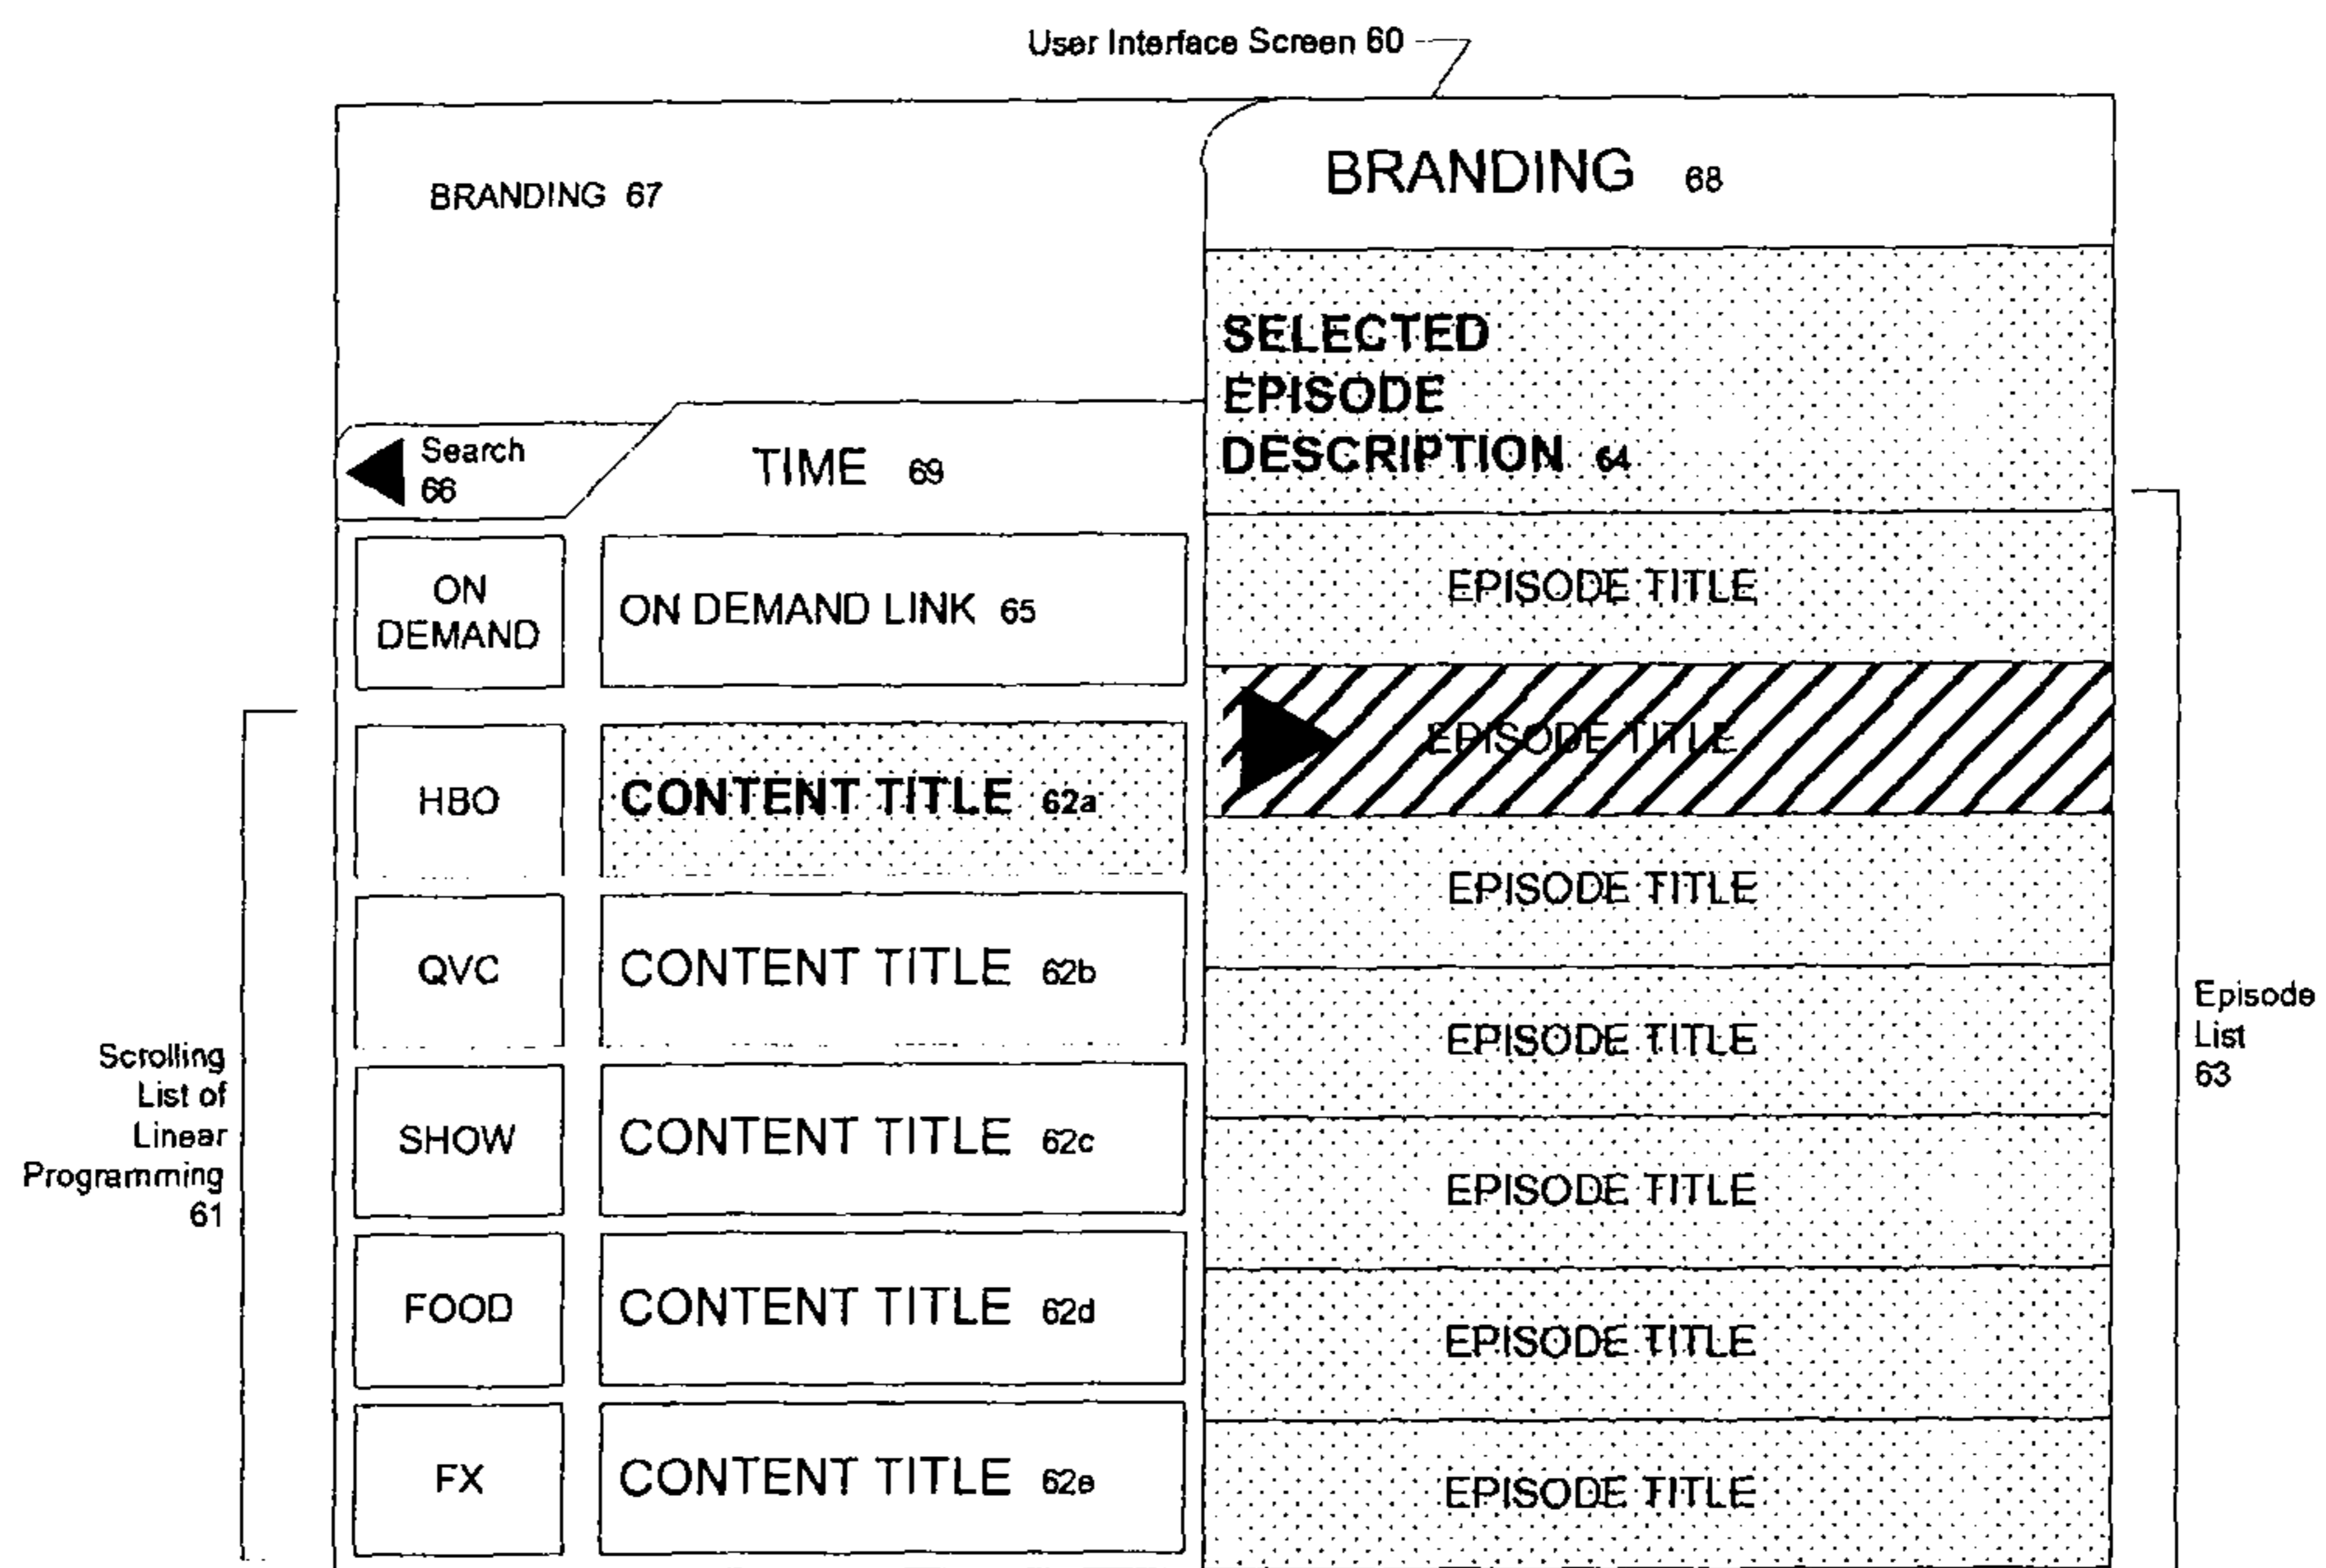 User Interface Screen 60
BRANDING 67
BRANDING 68
SELECTED
EPISODE
DESCRIPTION 64
Search
66
TIME 69
ON
DEMAND
ON DEMAND LINK 65
HBO
CONTENT TITLE 62a
QVC
CONTENT TITLE 62b
SHOW
CONTENT TITLE 62c
FOOD
CONTENT TITLE 62d
FX
CONTENT TITLE 62e
EPISODE TITLE
EPISODE TITLE
EPISODE TITLE
EPISODE TITLE
EPISODE TITLE
EPISODE TITLE
EPISODE TITLE
Scrolling
List of
Linear
Programming
61
Episode
List
63